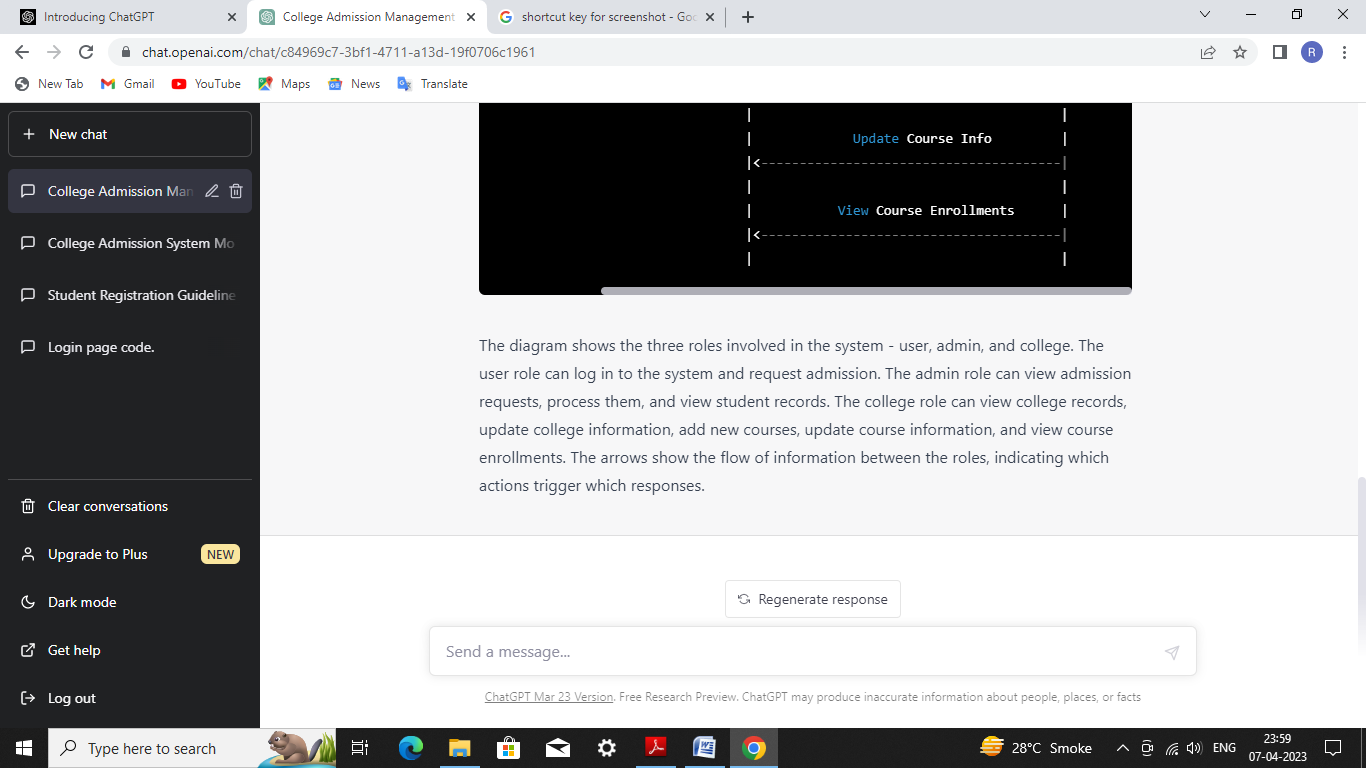 Introducing ChatGPT
College Admission Management
shortcut key for screenshot - Goo
chat.openai.com/chat/c84969c7-3bf1-4711-a13d-19f0706c1961
R
New Tab
Gmail
YouTube
Maps
News
Translate
New chat
College Admission Man
College Admission System Mo
Student Registration Guideline
Login page code.
Clear conversations
Upgrade to Plus NEW
Dark mode
Get help
Log out
Update Course Info
View Course Enrollments
The diagram shows the three roles involved in the system - user, admin, and college. The
user role can log in to the system and request admission. The admin role can view admission
requests, process them, and view student records. The college role can view college records,
update college information, add new courses, update course information, and view course
enrollments. The arrows show the flow of information between the roles, indicating which
actions trigger which responses.
Regenerate response
Send a message...
ChatGPT Mar 23 Version. Free Research Preview. ChatGPT may produce inaccurate information about people, places, or facts
Type here to search
28°C Smoke
ENG
23:59
07-04-2023